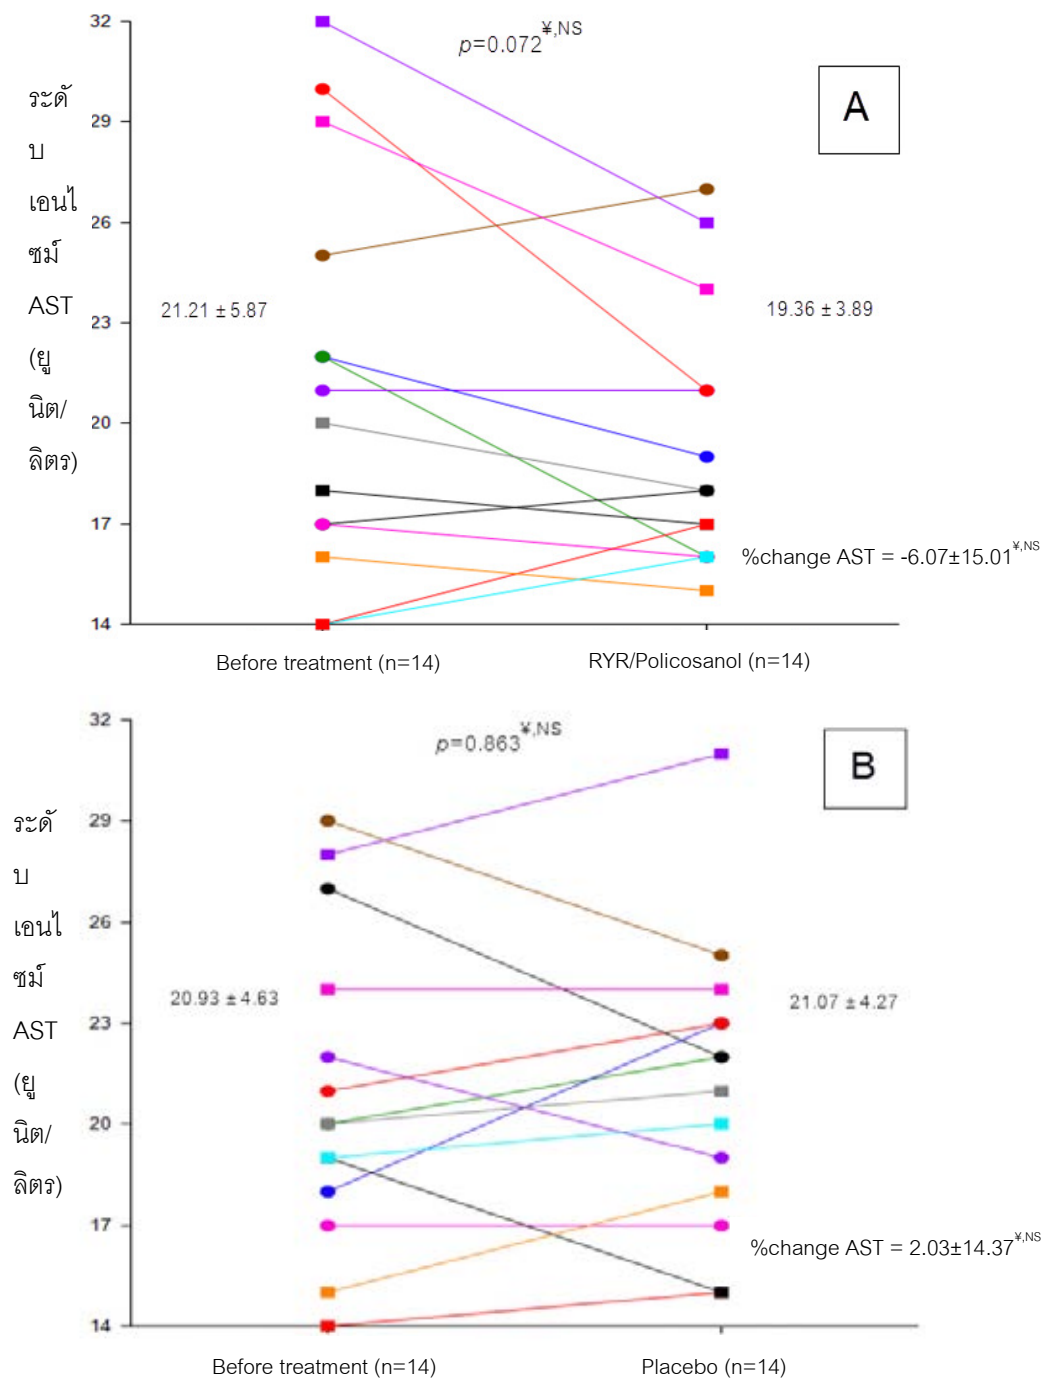 32
p=0.072¥,NS
A
ระดั
29
บ
เอนไ
26
ซม์
AST
21.21 ±5.87
19.36 ±3.89
23
(ยู
นิต/
20
ลิตร)
17
%change AST = -6.07±15.01¥,NS
14
Before treatment (n=14)
RYR/Policosanol (n=14)
32
p=0.863¥,NS
B
ระดั
29
บ
เอนไ
26
ซม์
20.93 ±4.63
21.07 ±4.27
AST
23
(ยู
นิต/
20
ลิตร)
17
%change AST = 2.03±14.37¥,NS
14
Before treatment (n=14)
Placebo (n=14)